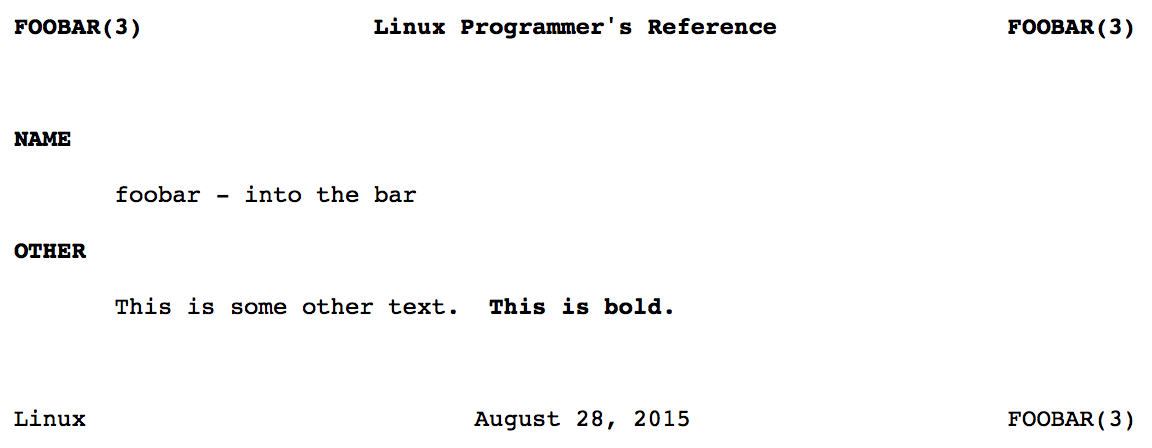 FOOBAR(3) Linux Programmer's Reference FOOBAR(3)
NAME
foobar - into the bar
OTHER
This is some other text.  This is bold.
Linux August 28, 2015 FOOBAR(3)